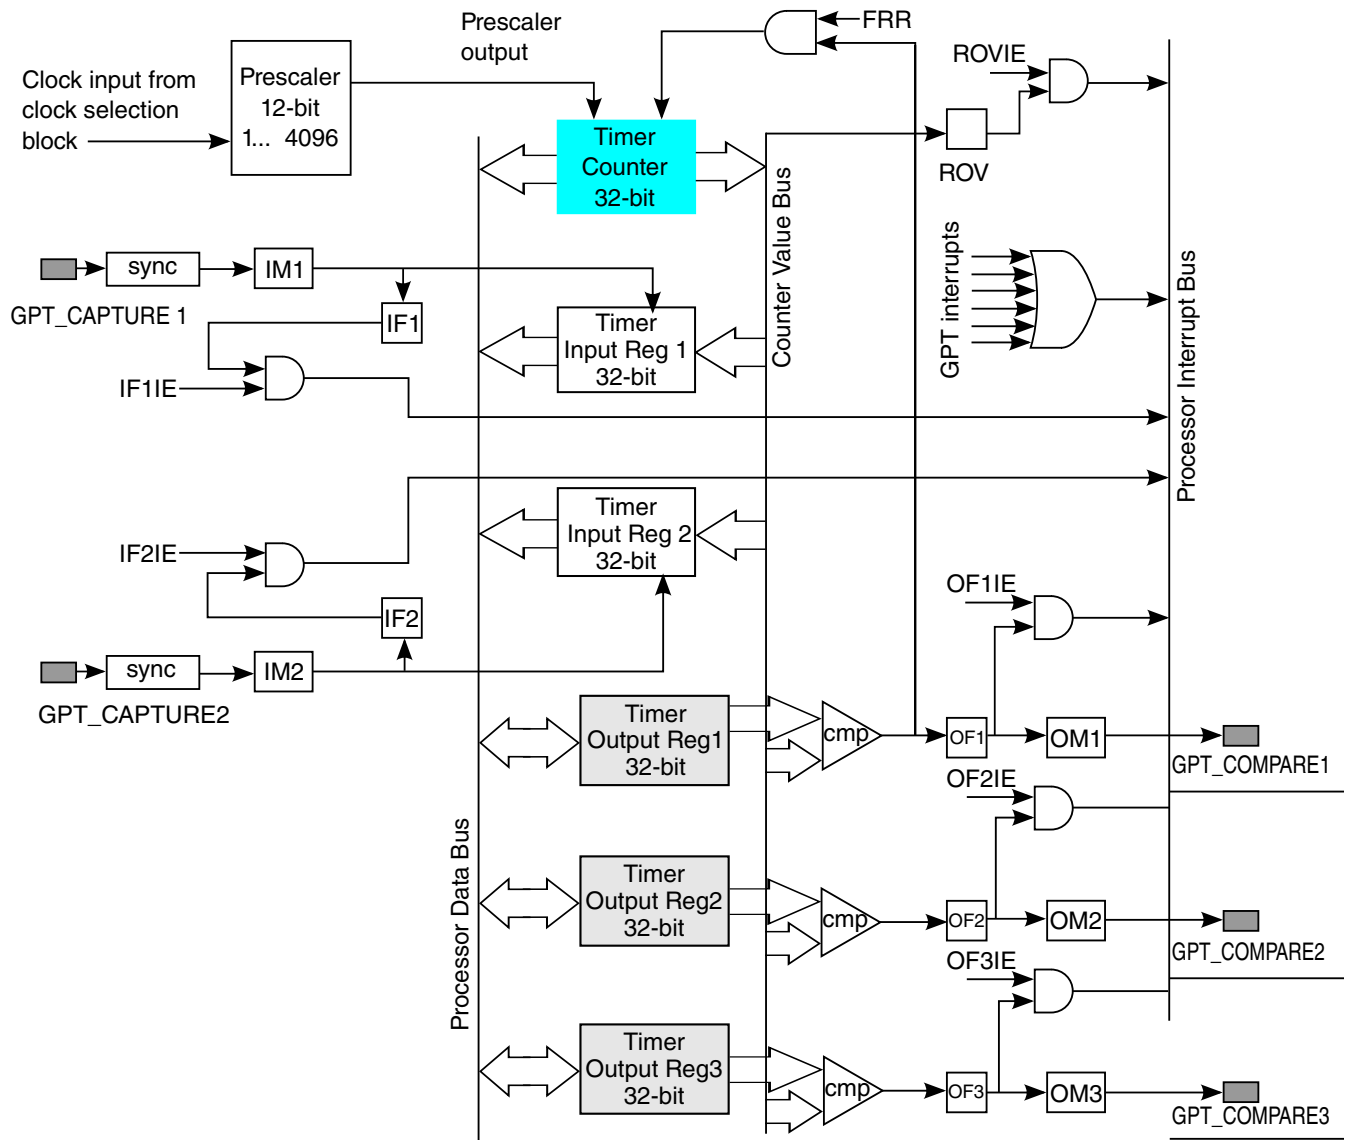 Prescaler
output
FRR
ROVIE
Clock input from
clock selection
block
Prescaler
12-bit
1... 4096
Timer
Counter
32-bit
ROV
Counter Value Bus
GPT interrupts
Processor Interrupt Bus
sync
IM1
GPT_CAPTURE 1
IF1
Timer
Input Reg 1
32-bit
IF1IE
Timer
Input Reg 2
32-bit
IF2IE
IF2
sync
IM2
GPT_CAPTURE2
OF1IE
Timer
Output Reg1
32-bit
cmp
OF1
OM1
GPT_COMPARE1
OF2IE
Processor Data Bus
Timer
Output Reg2
32-bit
cmp
OF2
OM2
GPT_COMPARE2
OF3IE
Timer
Output Reg3
32-bit
cmp
OF3
OM3
GPT_COMPARE3